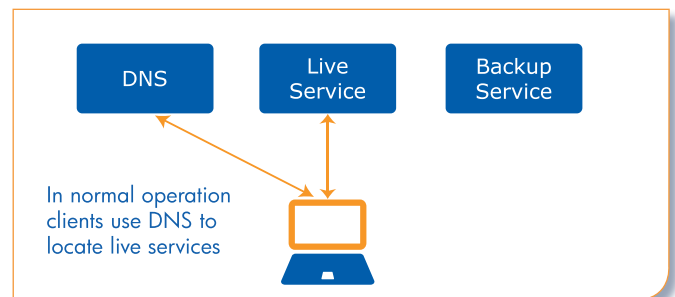 DNS
Live
Service
Backup
Service
In normal operation
clients use DNS to
locate live services